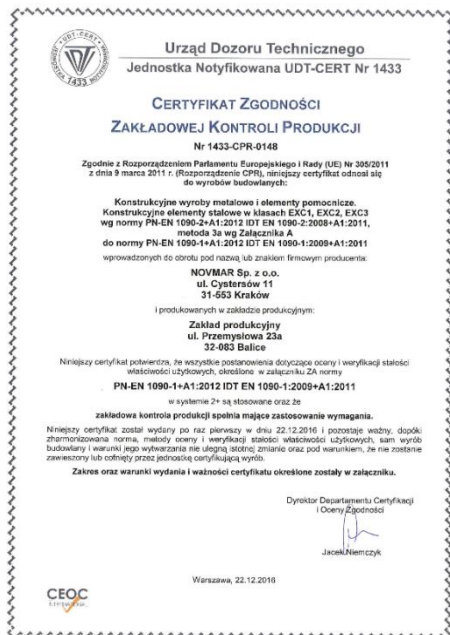 UDT-CERT
1433
Urząd Dozoru Technicznego
Jednostka Notyfikowana UDT-CERT Nr 1433
CERTYFIKAT ZGODNOŚCI
ZAKŁADOWEJ KONTROLI PRODUKCJI
Nr 1433-CPR-0148
Zgodnie z Rozporządzeniem Parlamentu Europejskiego i Rady (UE) Nr 305/2011
z dnia 9 marca 2011 r. (Rozporządzenie CPR), niniejszy certyfikat odnosi się
do wyrobów budowlanych:
Konstrukcyjne wyroby metalowe i elementy pomocnicze.
Konstrukcyjne elementy stalowe w klasach EXC1, EXC2, EXC3
wg normy PN-EN 1090-2+A1:2012 IDT EN 1090-2:2008+A1:2011,
metoda 3a wg Załącznika A
do normy PN-EN 1090-1+A1:2012 IDT EN 1090-1:2009+A1:2011
wprowadzonych do obrotu pod nazwą lub znakiem firmowym producenta:
NOVMAR Sp. z o.o.
ul. Cystersów 11
31-553 Kraków
i produkowanych w zakładzie produkcyjnym:
Zakład produkcyjny
ul. Przemysłowa 23a
32-083 Balice
Niniejszy certyfikat potwierdza, że wszystkie postanowienia dotyczące oceny i weryfikacji stałości
właściwości użytkowych, określone w załączniku ZA normy
PN-EN 1090-1+A1:2012 IDT EN 1090-1:2009+A1:2011
w systemie 2+ są stosowane oraz że
zakładowa kontrola produkcji spełnia mające zastosowanie wymagania.
Niniejszy certyfikat został wydany po raz pierwszy w dniu 22.12.2016 i pozostaje ważny, dopóki
zharmonizowana norma, metody oceny i weryfikacji stałości właściwości użytkowych, sam wyrób
budowlany i warunki jego wytwarzania nie ulegną istotnej zmianie oraz pod warunkiem, że nie zostanie
zawieszony lub cofnięty przez jednostkę certyfikującą wyrób.
Zakres oraz warunki wydania i ważności certyfikatu określone zostały w załączniku.
Dyrektor Departamentu Certyfikacji
i Oceny Zgodności
Jacek Niemczyk
Warszawa, 22.12.2016
CEOC